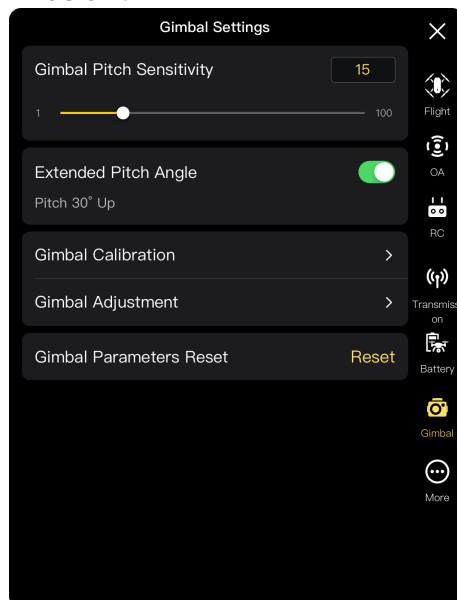 Gimbal Settings
Gimbal Pitch Sensitivity
15
1
100
Extended Pitch Angle
Pitch 30° Up
Gimbal Calibration
Gimbal Adjustment
Gimbal Parameters Reset
Reset
Flight
OA
RC
Transmiss
on
Battery
Gimbal
More